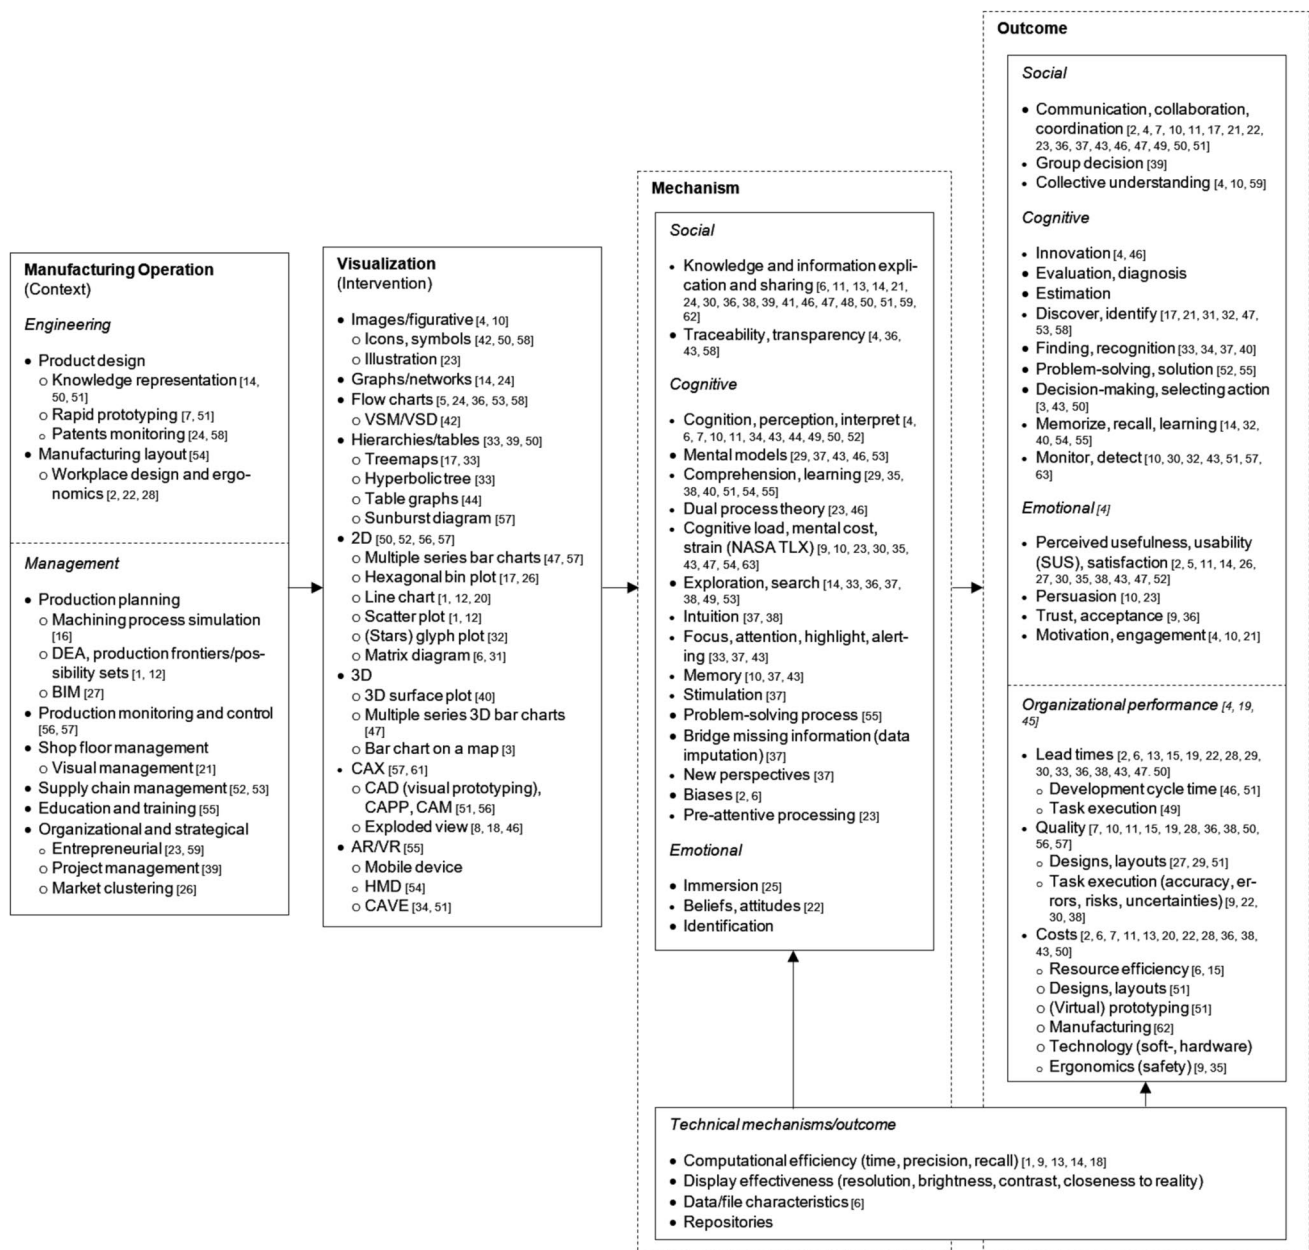 Manufacturing Operation
(Context)
Engineering
● Product design
o Knowledge representation [14,
50, 51]
o Rapid prototyping [7, 51]
o Patents monitoring [24, 58]
● Manufacturing layout [54]
o Workplace design and ergo-
nomics [2, 22, 28]
Management
● Production planning
o Machining process simulation
[16]
o DEA, production frontiers/pos-
sibility sets [1, 12]
o BIM [27]
● Production monitoring and control
[56, 57]
● Shop floor management
o Visual management [21]
● Supply chain management [52, 53]
● Education and training [55]
● Organizational and strategical
o Entrepreneurial [23, 59]
o Project management [39]
o Market clustering [26]
Visualization
(Intervention)
● Images/figurative [4, 10]
o Icons, symbols [42, 50, 58]
o Illustration [23]
● Graphs/networks [14, 24]
● Flow charts [5, 24, 36, 53, 58]
o VSM/VSD [42]
● Hierarchies/tables [33, 39, 50]
o Treemaps [17, 33]
o Hyperbolic tree [33]
o Table graphs [44]
o Sunburst diagram [57]
● 2D [50, 52, 56, 57]
o Multiple series bar charts [47, 57]
o Hexagonal bin plot [17, 26]
o Line chart [1, 12, 20]
o Scatter plot [1, 12]
o (Stars) glyph plot [32]
o Matrix diagram [6, 31]
● 3D
o 3D surface plot [40]
o Multiple series 3D bar charts
[47]
o Bar chart on a map [3]
● CAX [57, 61]
o CAD (visual prototyping),
CAPP, CAM [51, 56]
o Exploded view [8, 18, 46]
● AR/VR [55]
o Mobile device
o HMD [54]
o CAVE [34, 51]
Mechanism
Social
● Knowledge and information expli-
cation and sharing [6, 11, 13, 14, 21,
24, 30, 36, 38, 39, 41, 46, 47, 48, 50, 51, 59,
62]
● Traceability, transparency [4, 36,
43, 58]
Cognitive
● Cognition, perception, interpret [4,
6, 7, 10, 11, 34, 43, 44, 49, 50, 52]
● Mental models [29, 37, 43, 46, 53]
● Comprehension, learning [29, 35,
38, 40, 51, 54, 55]
● Dual process theory [23, 46]
● Cognitive load, mental cost,
strain (NASA TLX) [9, 10, 23, 30, 35,
43, 47, 54, 63]
● Exploration, search [14, 33, 36, 37,
38, 49, 53]
● Intuition [37, 38]
● Focus, attention, highlight, alert-
ing [33, 37, 43]
● Memory [10, 37, 43]
● Stimulation [37]
● Problem-solving process [55]
● Bridge missing information (data
imputation) [37]
● New perspectives [37]
● Biases [2, 6]
● Pre-attentive processing [23]
Emotional
● Immersion [25]
● Beliefs, attitudes [22]
● Identification
Outcome
Social
● Communication, collaboration,
coordination [2, 4, 7, 10, 11, 17, 21, 22,
23, 36, 37, 43, 46, 47, 49, 50, 51]
● Group decision [39]
● Collective understanding [4, 10, 59]
Cognitive
● Innovation [4, 46]
● Evaluation, diagnosis
● Estimation
● Discover, identify [17, 21, 31, 32, 47,
53, 58]
● Finding, recognition [33, 34, 37, 40]
● Problem-solving, solution [52, 55]
● Decision-making, selecting action
[3, 43, 50]
● Memorize, recall, learning [14, 32,
40, 54, 55]
● Monitor, detect [10, 30, 32, 43, 51, 57,
63]
Emotional [4]
● Perceived usefulness, usability
(SUS), satisfaction [2, 5, 11, 14, 26,
27, 30, 35, 38, 43, 47, 52]
● Persuasion [10, 23]
● Trust, acceptance [9, 36]
● Motivation, engagement [4, 10, 21]
Organizational performance [4, 19,
45]
● Lead times [2, 6, 13, 15, 19, 22, 28, 29,
30, 33, 36, 38, 43, 47. 50]
o Development cycle time [46, 51]
o Task execution [49]
● Quality [7, 10, 11, 15, 19, 28, 36, 38, 50,
56, 57]
o Designs, layouts [27, 29, 51]
o Task execution (accuracy, er-
rors, risks, uncertainties) [9, 22,
30, 38]
● Costs [2, 6, 7, 11, 13, 20, 22, 28, 36, 38,
43, 50]
o Resource efficiency [6, 15]
o Designs, layouts [51]
o (Virtual) prototyping [51]
o Manufacturing [62]
o Technology (soft-, hardware)
o Ergonomics (safety) [9, 35]
Technical mechanisms/outcome
● Computational efficiency (time, precision, recall) [1, 9, 13, 14, 18]
● Display effectiveness (resolution, brightness, contrast, closeness to reality)
● Data/file characteristics [6]
● Repositories